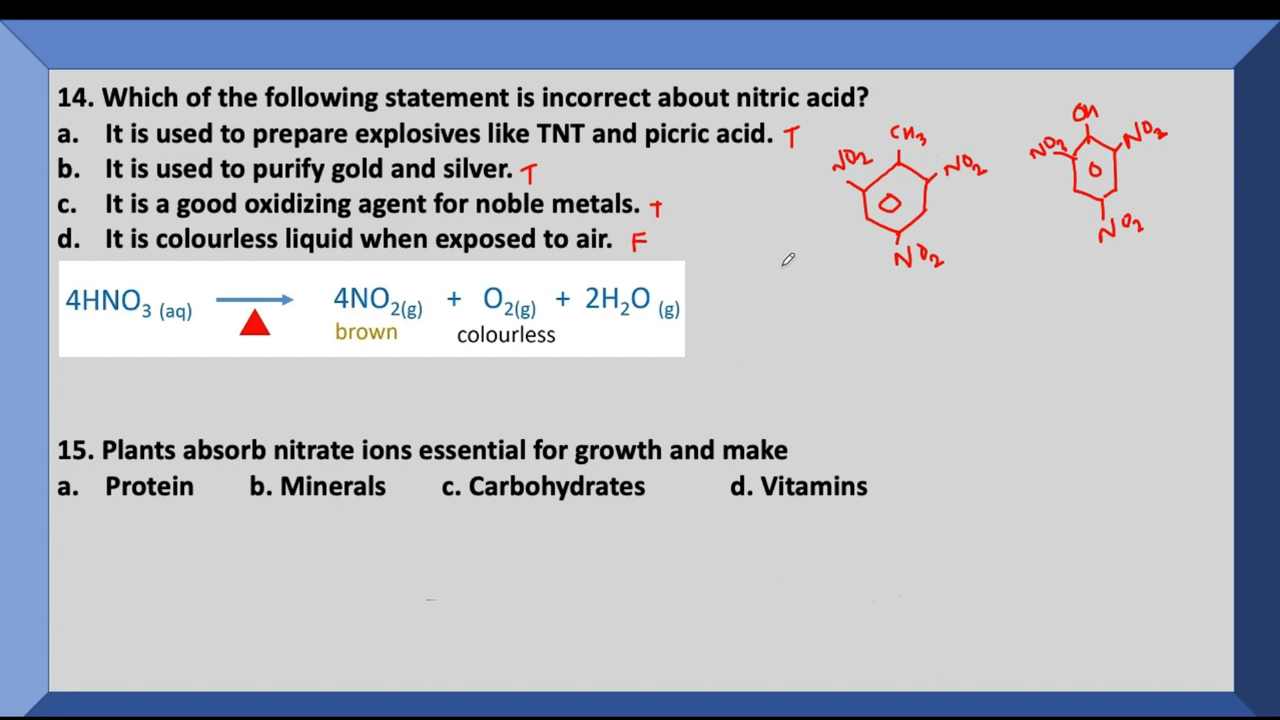 14. Which of the following statement is incorrect about nitric acid?
a. It is used to prepare explosives like TNT and picric acid. T
b. It is used to purify gold and silver. T
c. It is a good oxidizing agent for noble metals. T
d. It is colourless liquid when exposed to air. F
CH3
NO2 NO2
NO2
OH
NO2 NO2
NO2
4HNO3 (aq) → 4NO2(g) + O2(g) + 2H2O (g)
brown colourless
15. Plants absorb nitrate ions essential for growth and make
a. Protein b. Minerals c. Carbohydrates d. Vitamins